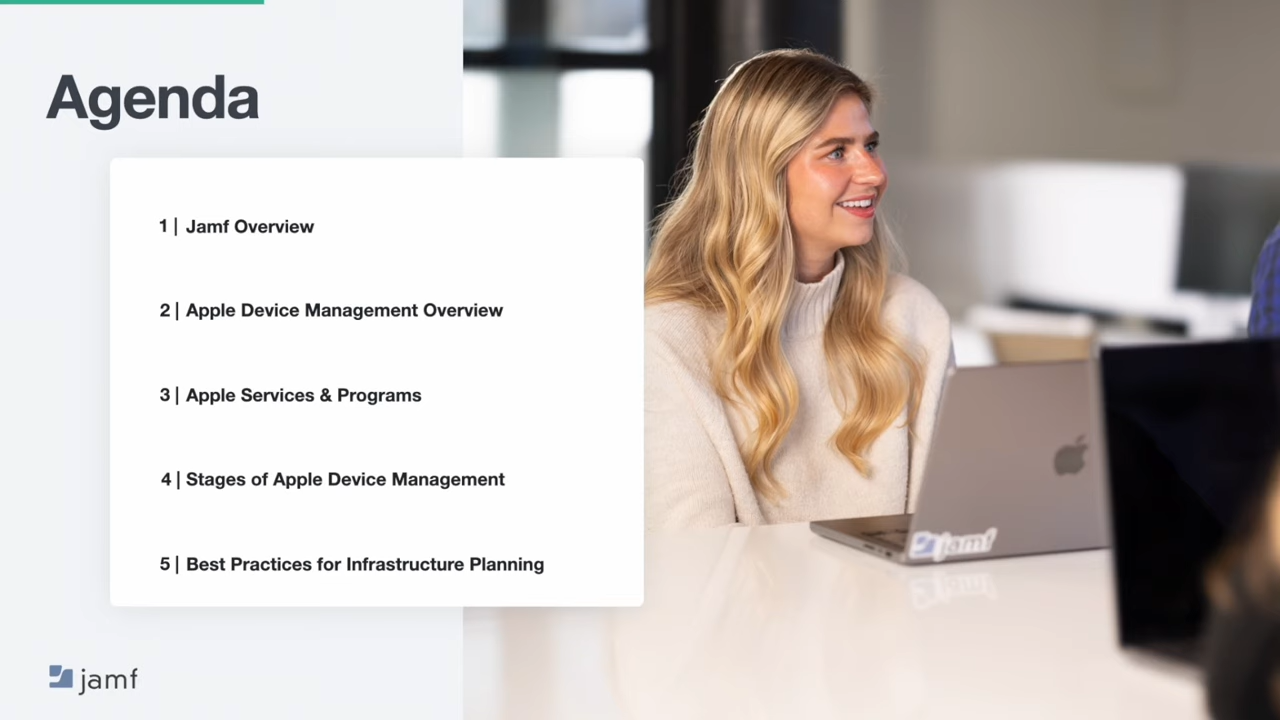 Agenda
1 | Jamf Overview
2 | Apple Device Management Overview
3 | Apple Services & Programs
4 | Stages of Apple Device Management
5 | Best Practices for Infrastructure Planning
jamf
jamf